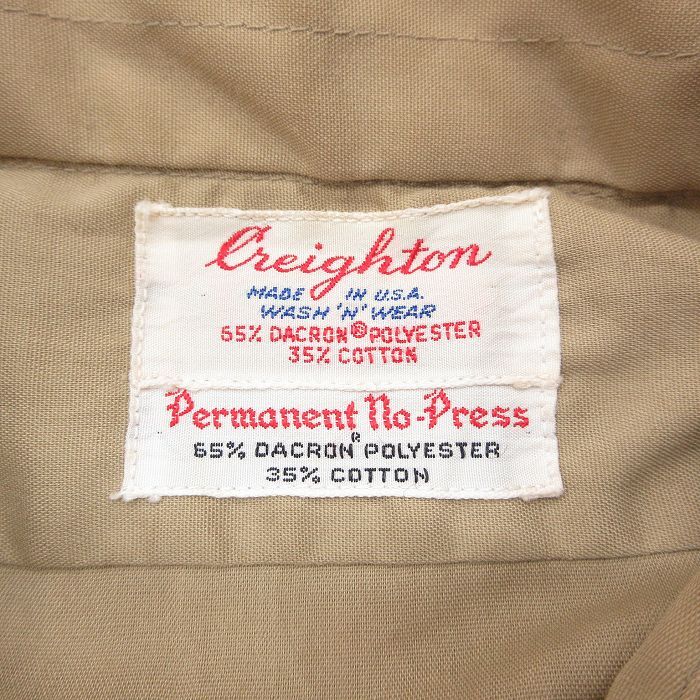 Creighton
MADE IN U.S.A.
WASH 'N' WEAR
65% DACRON® POLYESTER
35% COTTON
Permanent No-Press
65% DACRON® POLYESTER
35% COTTON